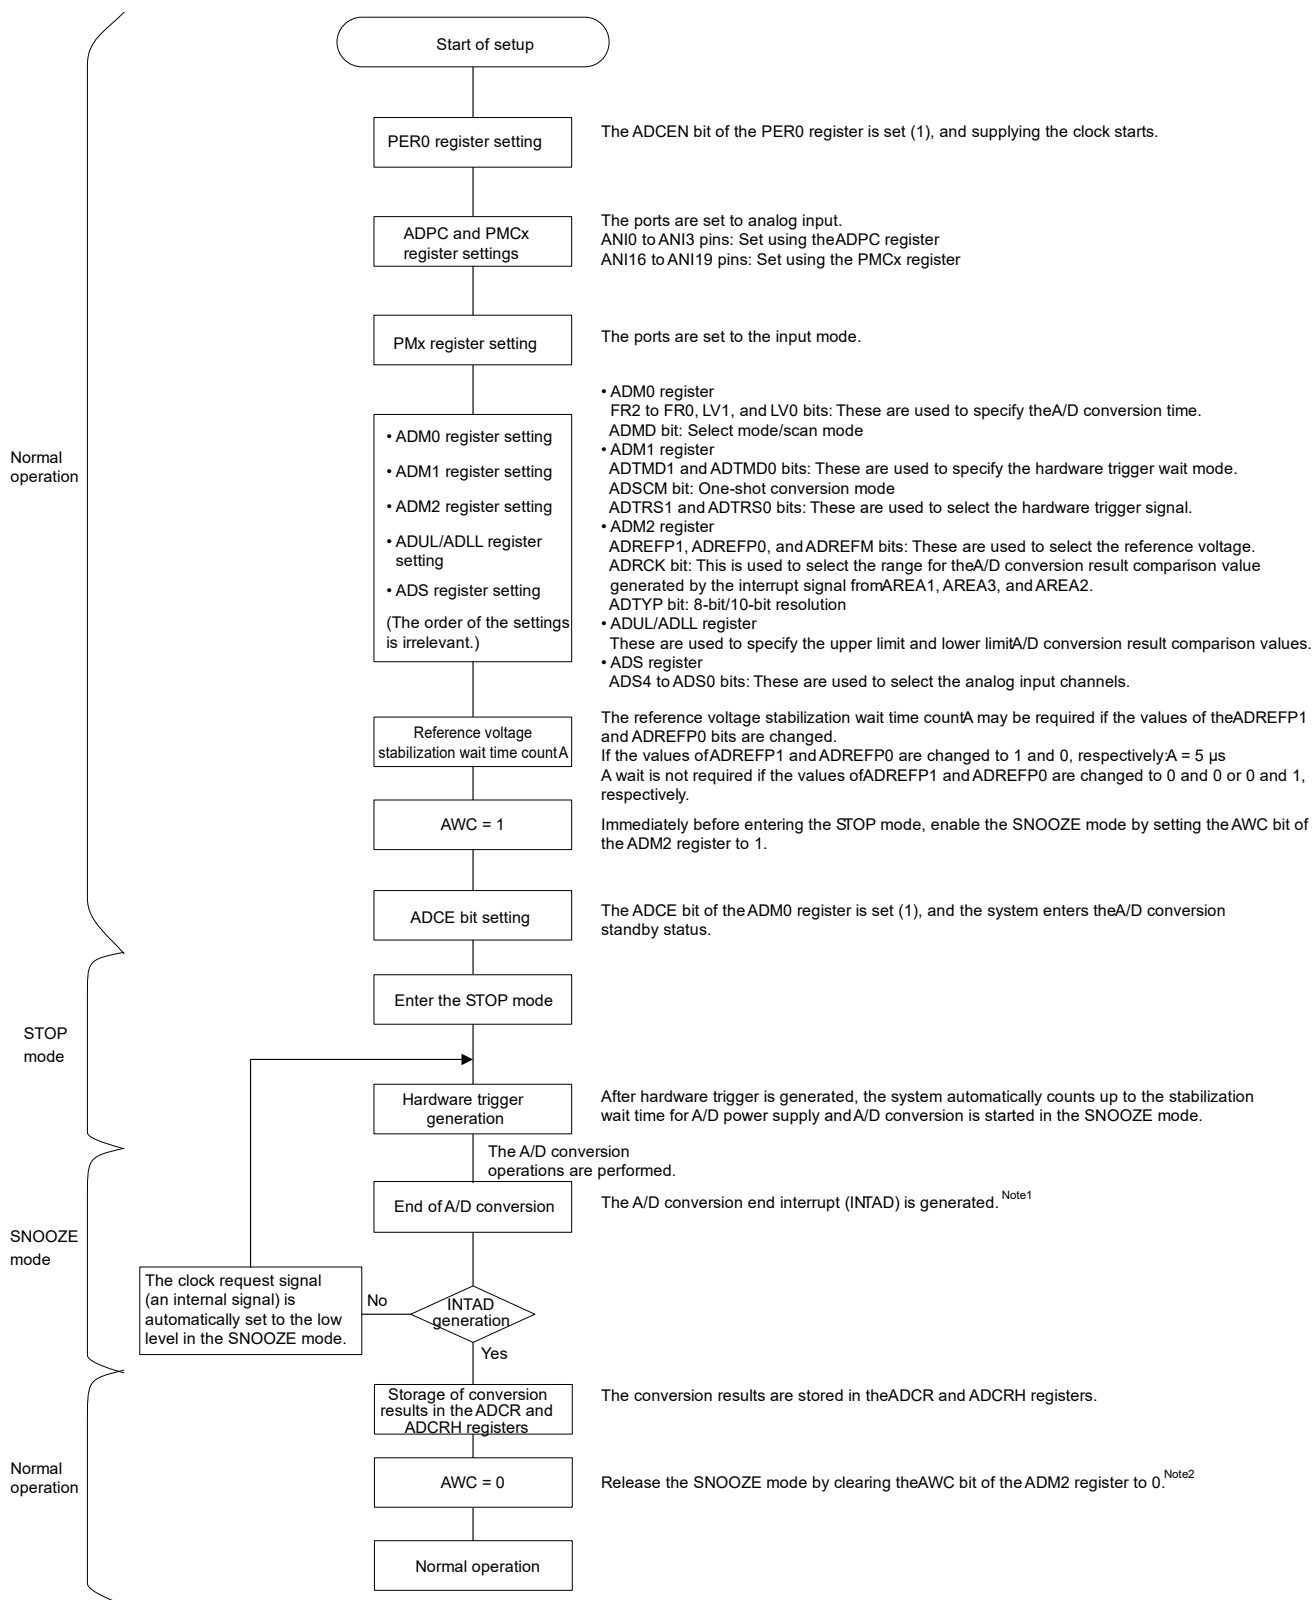 Start of setup
PER0 register setting
The ADCEN bit of the PER0 register is set (1), and supplying the clock starts.
ADPC and PMCx
register settings
The ports are set to analog input.
ANI0 to ANI3 pins: Set using theADPC register
ANI16 to ANI19 pins: Set using the PMCx register
PMx register setting
The ports are set to the input mode.
Normal
operation
• ADM0 register setting
• ADM1 register setting
• ADM2 register setting
• ADUL/ADLL register
setting
• ADS register setting
(The order of the settings
is irrelevant.)
• ADM0 register
FR2 to FR0, LV1, and LV0 bits: These are used to specify theA/D conversion time.
ADMD bit: Select mode/scan mode
• ADM1 register
ADTMD1 and ADTMD0 bits: These are used to specify the hardware trigger wait mode.
ADSCM bit: One-shot conversion mode
ADTRS1 and ADTRS0 bits: These are used to select the hardware trigger signal.
• ADM2 register
ADREFP1, ADREFP0, and ADREFM bits: These are used to select the reference voltage.
ADRCK bit: This is used to select the range for theA/D conversion result comparison value
generated by the interrupt signal fromAREA1, AREA3, and AREA2.
ADTYP bit: 8-bit/10-bit resolution
• ADUL/ADLL register
These are used to specify the upper limit and lower limitA/D conversion result comparison values.
• ADS register
ADS4 to ADS0 bits: These are used to select the analog input channels.
Reference voltage
stabilization wait time count A
The reference voltage stabilization wait time countA may be required if the values of theADREFP1
and ADREFP0 bits are changed.
If the values of ADREFP1 and ADREFP0 are changed to 1 and 0, respectively:A = 5 µs
A wait is not required if the values ofADREFP1 and ADREFP0 are changed to 0 and 0 or 0 and 1,
respectively.
AWC = 1
Immediately before entering the STOP mode, enable the SNOOZE mode by setting the AWC bit of
the ADM2 register to 1.
ADCE bit setting
The ADCE bit of the ADM0 register is set (1), and the system enters theA/D conversion
standby status.
STOP
mode
Enter the STOP mode
Hardware trigger
generation
After hardware trigger is generated, the system automatically counts up to the stabilization
wait time for A/D power supply and A/D conversion is started in the SNOOZE mode.
The A/D conversion
operations are performed.
SNOOZE
mode
End of A/D conversion
The A/D conversion end interrupt (INTAD) is generated. Note1
The clock request signal
(an internal signal) is
automatically set to the low
level in the SNOOZE mode.
No
INTAD
generation
Yes
Storage of conversion
results in the ADCR and
ADCRH registers
The conversion results are stored in theADCR and ADCRH registers.
Normal
operation
AWC = 0
Release the SNOOZE mode by clearing theAWC bit of the ADM2 register to 0. Note2
Normal operation